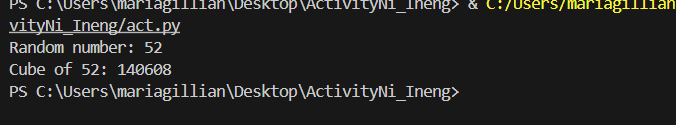 PS C:\Users\mariagillian\Desktop\ActivityNi_Ineng> & C:/Users/mariagillian
vityNi_Ineng/act.py
Random number: 52
Cube of 52: 140608
PS C:\Users\mariagillian\Desktop\ActivityNi_Ineng>